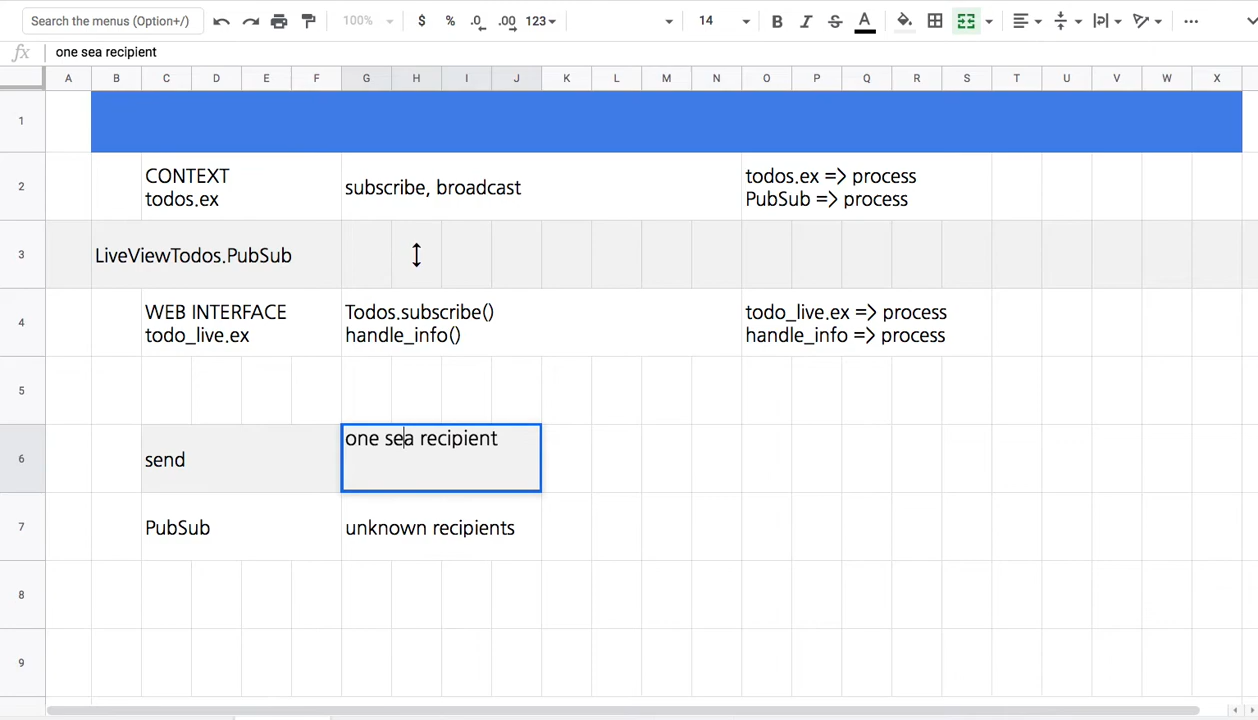 Search the menus (Option+/) 100% $ % .0 .00 123 14 B I S A
fx one sea recipient
A B C D E F G H I J K L M N O P Q R S T U V W X
1
2
CONTEXT
todos.ex
subscribe, broadcast
todos.ex => process
PubSub => process
3 LiveViewTodos.PubSub
4
WEB INTERFACE
todo_live.ex
Todos.subscribe()
handle_info()
todo_live.ex => process
handle_info => process
5
6 send one sea recipient
7 PubSub unknown recipients
8
9